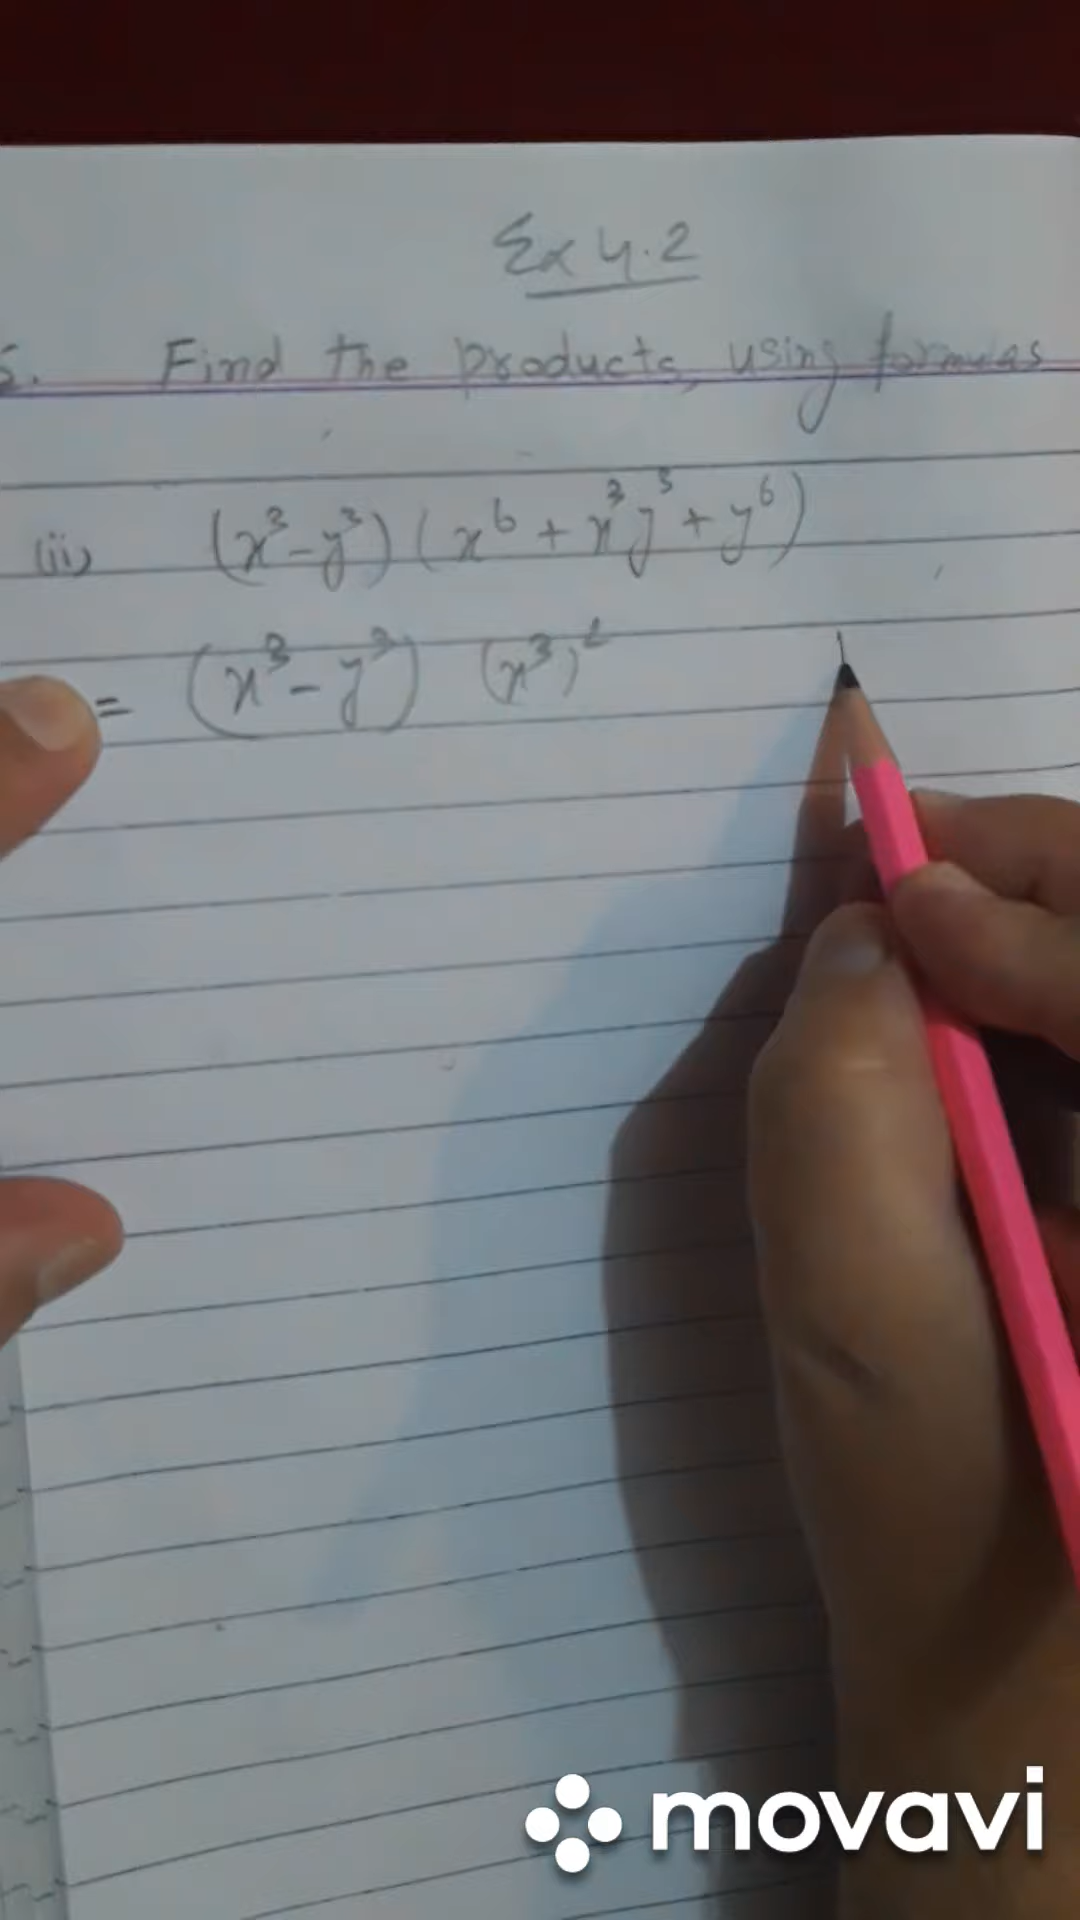 Ex 4.2
5. Find the products, using formulas
(ii) (x³-y³) (x⁶ + x³y³ + y⁶)
= (x³ - y³) (x³)²
movavi